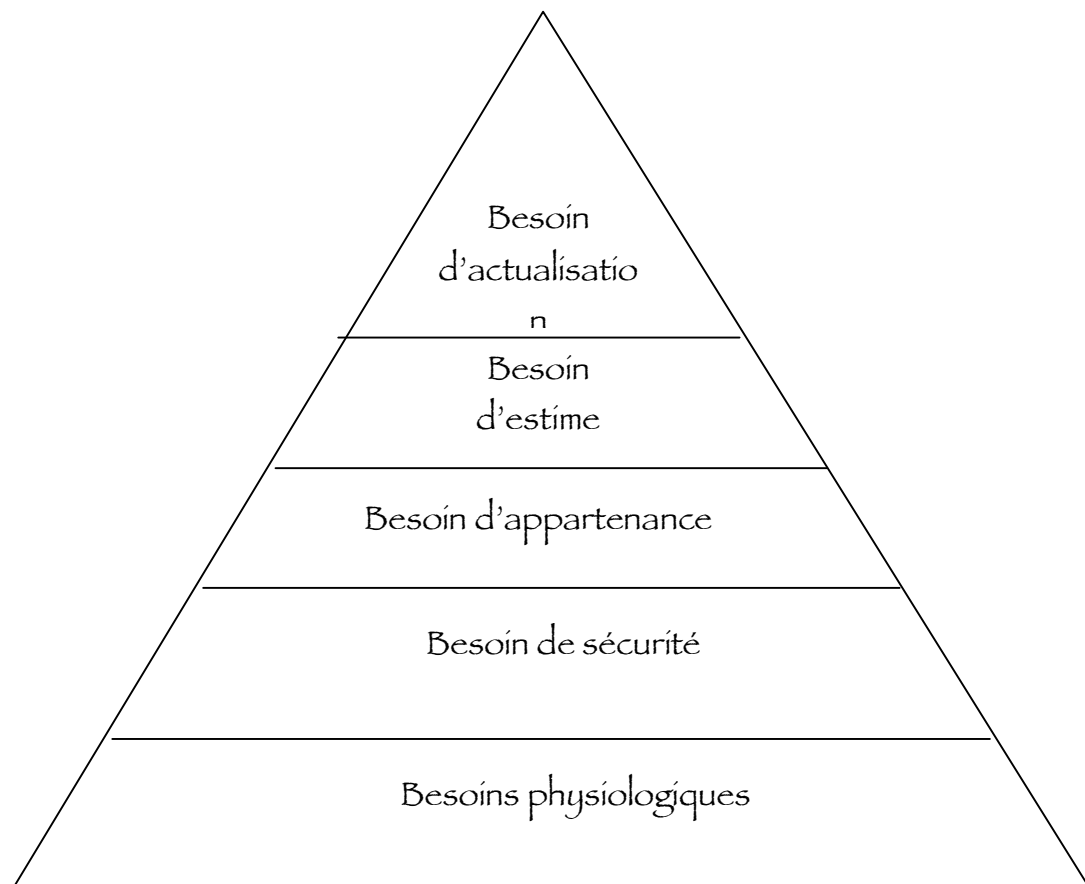 Besoin
d'actualisatio
n
Besoin
d'estime
Besoin d'appartenance
Besoin de sécurité
Besoins physiologiques